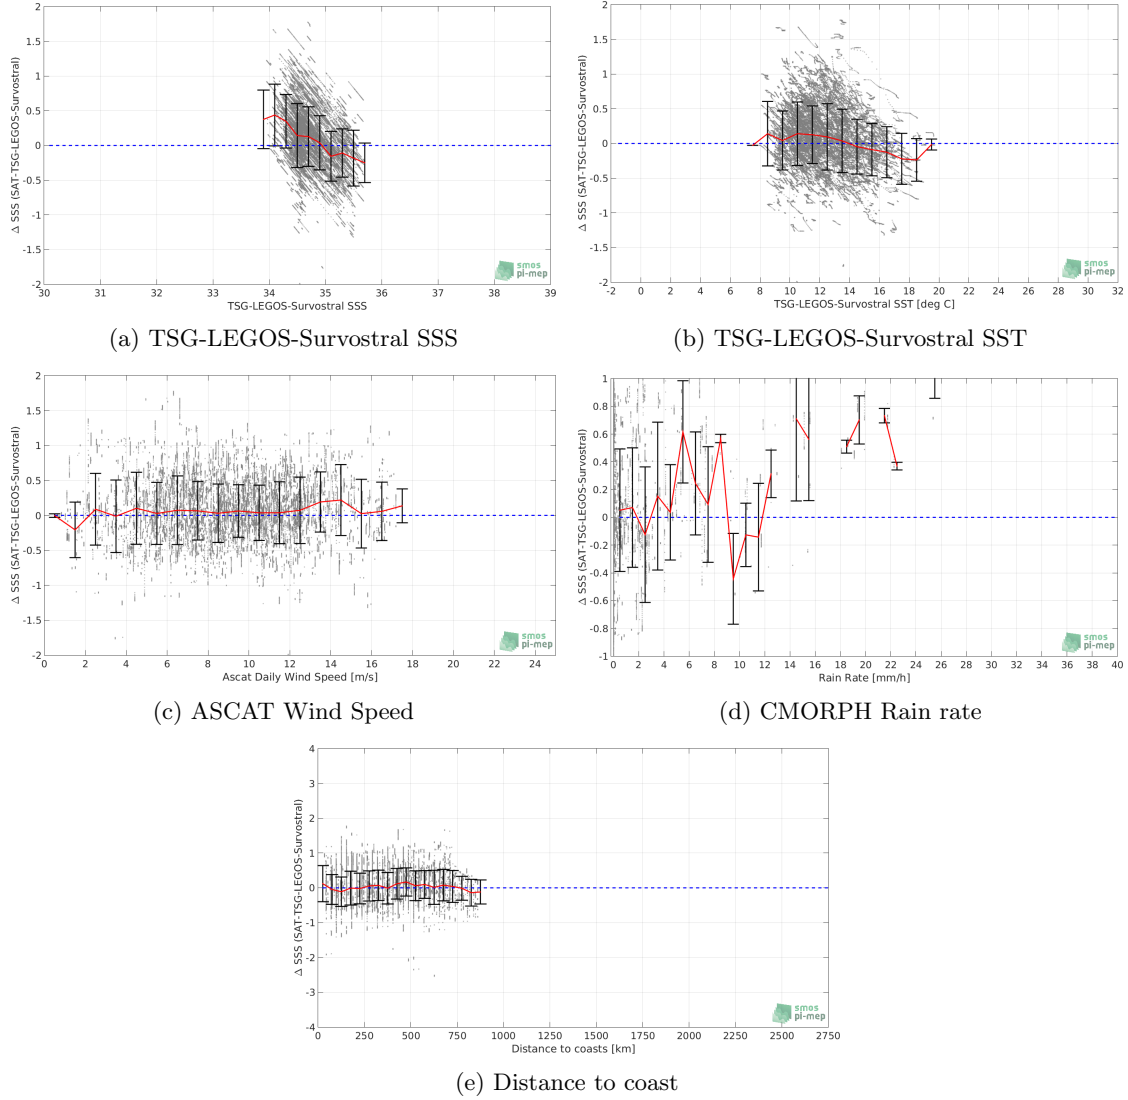 Δ SSS (SAT-TSG-LEGOS-Survostral)
2
1.5
1
0.5
0
-0.5
-1
-1.5
-2
30 31 32 33 34 35 36 37 38 39
TSG-LEGOS-Survostral SSS
smos
pi-mep
(a) TSG-LEGOS-Survostral SSS
Δ SSS (SAT-TSG-LEGOS-Survostral)
2
1.5
1
0.5
0
-0.5
-1
-1.5
-2
-2 0 2 4 6 8 10 12 14 16 18 20 22 24 26 28 30 32
TSG-LEGOS-Survostral SST [deg C]
smos
pi-mep
(b) TSG-LEGOS-Survostral SST
Δ SSS (SAT-TSG-LEGOS-Survostral)
2
1.5
1
0.5
0
-0.5
-1
-1.5
-2
0 2 4 6 8 10 12 14 16 18 20 22 24
Ascat Daily Wind Speed [m/s]
smos
pi-mep
(c) ASCAT Wind Speed
Δ SSS (SAT-TSG-LEGOS-Survostral)
1
0.8
0.6
0.4
0.2
0
-0.2
-0.4
-0.6
-0.8
-1
0 2 4 6 8 10 12 14 16 18 20 22 24 26 28 30 32 34 36 38 40
Rain Rate [mm/h]
smos
pi-mep
(d) CMORPH Rain rate
Δ SSS (SAT-TSG-LEGOS-Survostral)
4
3
2
1
0
-1
-2
-3
-4
0 250 500 750 1000 1250 1500 1750 2000 2250 2500 2750
Distance to coasts [km]
smos
pi-mep
(e) Distance to coast